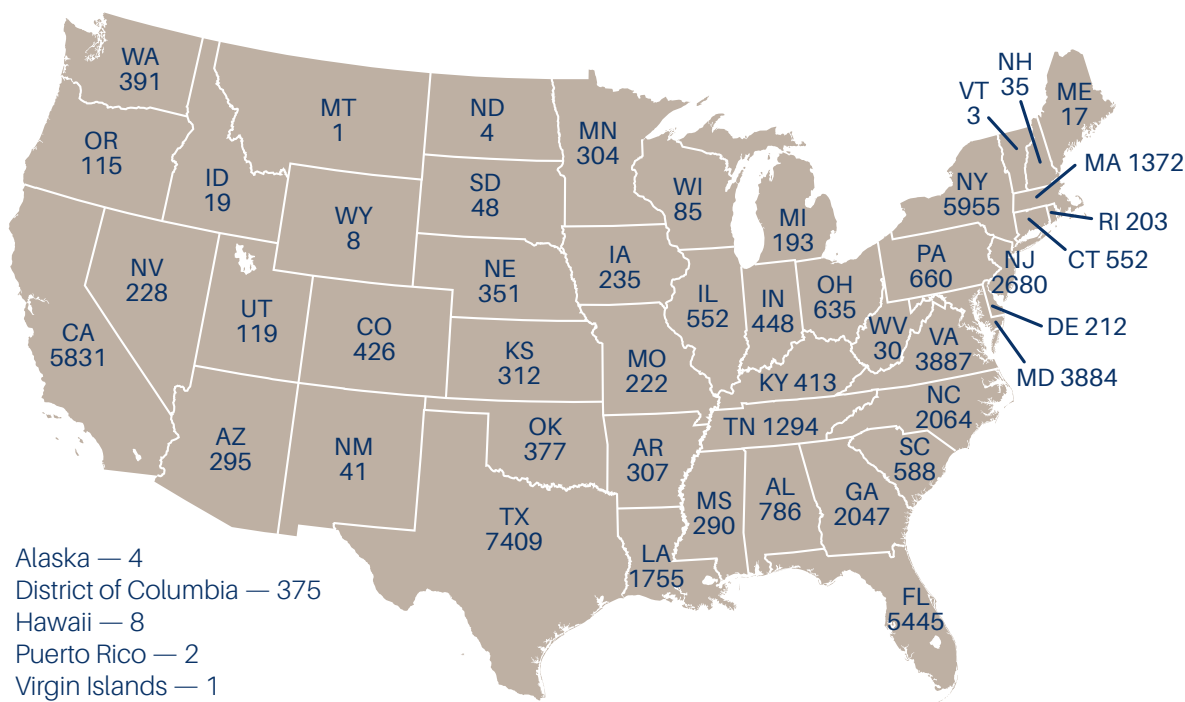 WA
391
MT
1
ND
4
MN
304
OR
115
ID
19
WY
8
SD
48
WI
85
MI
193
NY
5955
VT
3
NH
35
ME
17
MA 1372
RI 203
CT 552
NJ
2680
PA
660
DE 212
MD 3884
NV
228
UT
119
CO
426
NE
351
IA
235
IL
552
IN
448
OH
635
WV
30
VA
3887
CA
5831
KS
312
MO
222
KY 413
NC
2064
TN 1294
AZ
295
NM
41
OK
377
AR
307
SC
588
MS
290
AL
786
GA
2047
TX
7409
LA
1755
FL
5445
Alaska — 4
District of Columbia — 375
Hawaii — 8
Puerto Rico — 2
Virgin Islands — 1